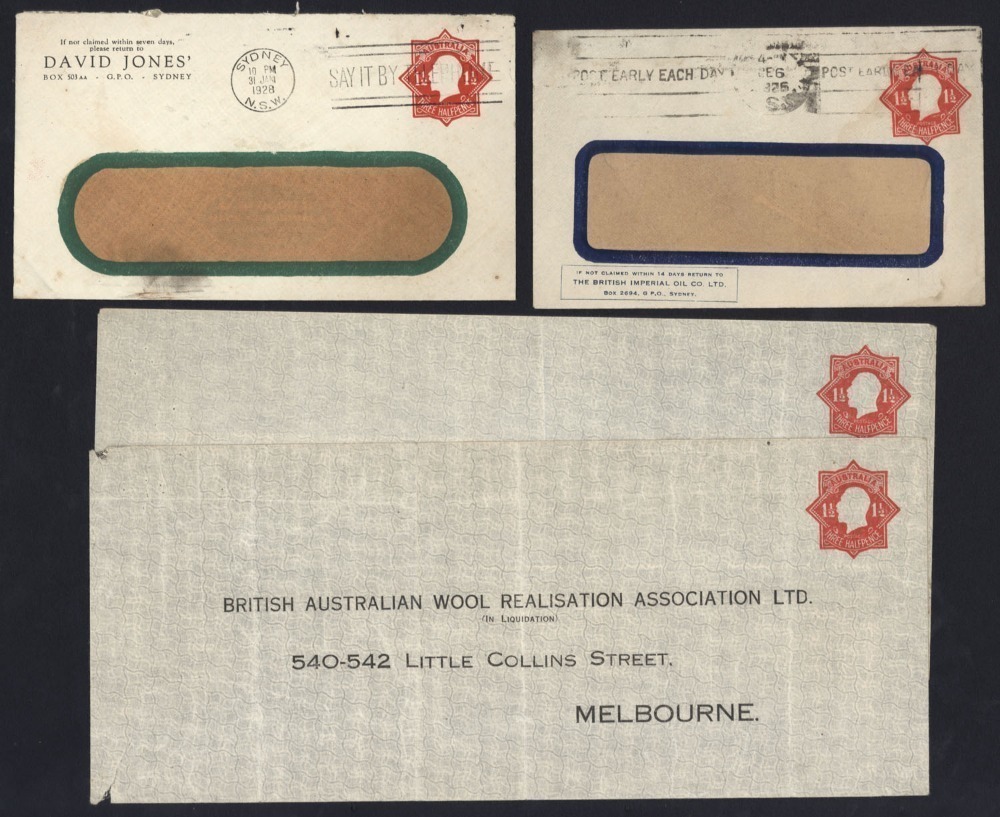 If not claimed within seven days,
please return to
DAVID JONES'
BOX 503AA - G.P.O. - SYDNEY
SYDNEY
10 PM
31 JAN
1928
N.S.W.
SAY IT BY
AUSTRALIA
1½ 1½
THREE HALFPENCE
POST EARLY EACH DAY
POST EARLY
AUSTRALIA
1½ 1½
THREE HALFPENCE
IF NOT CLAIMED WITHIN 14 DAYS RETURN TO
THE BRITISH IMPERIAL OIL CO. LTD.
BOX 2694, G.P.O., SYDNEY.
AUSTRALIA
1½ 1½
THREE HALFPENCE
AUSTRALIA
1½ 1½
THREE HALFPENCE
BRITISH AUSTRALIAN WOOL REALISATION ASSOCIATION LTD.
(IN LIQUIDATION)
540-542 LITTLE COLLINS STREET,
MELBOURNE.